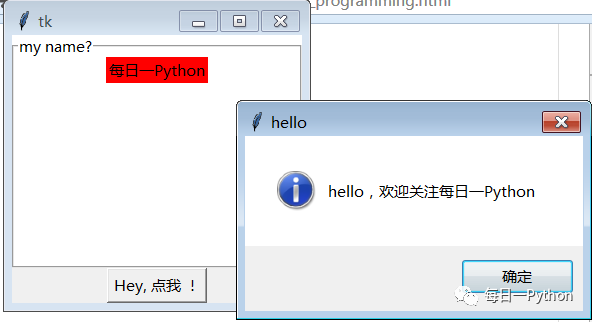 _programming.html
tk
my name?
每日一Python
Hey, 点我 ！
hello
hello，欢迎关注每日一Python
确定
每日一Python